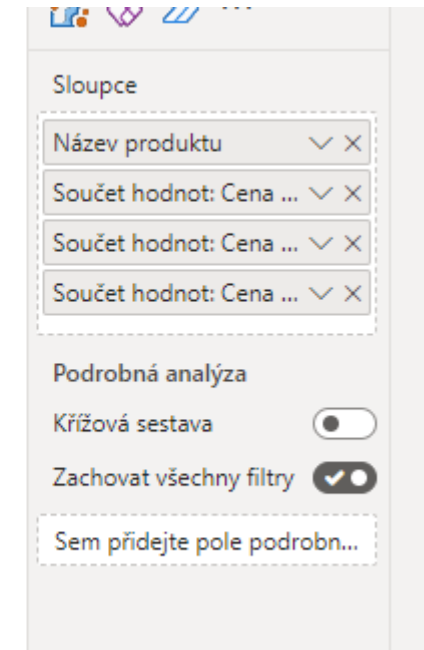 Sloupce
Název produktu
Součet hodnot: Cena ...
Součet hodnot: Cena ...
Součet hodnot: Cena ...
Podrobná analýza
Křížová sestava
Zachovat všechny filtry
Sem přidejte pole podrobn...